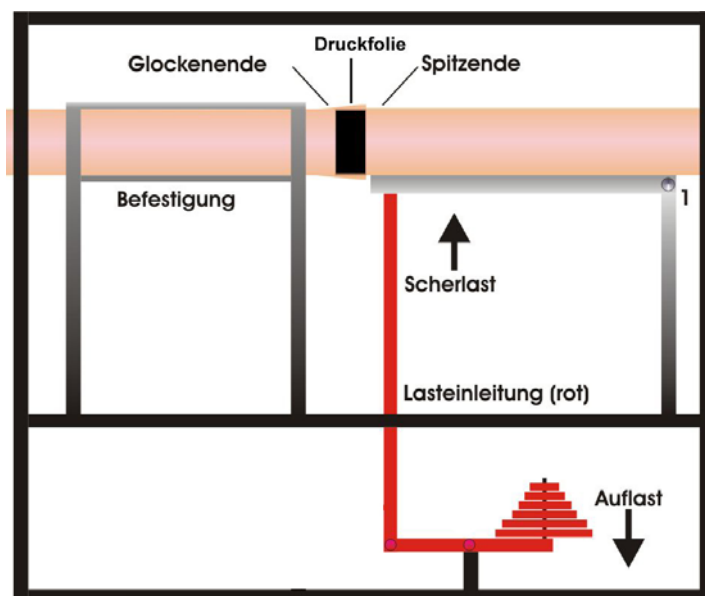 Druckfolie
Glockenende
Spitzende
Befestigung
1
Scherlast
Lasteinleitung (rot)
Auflast